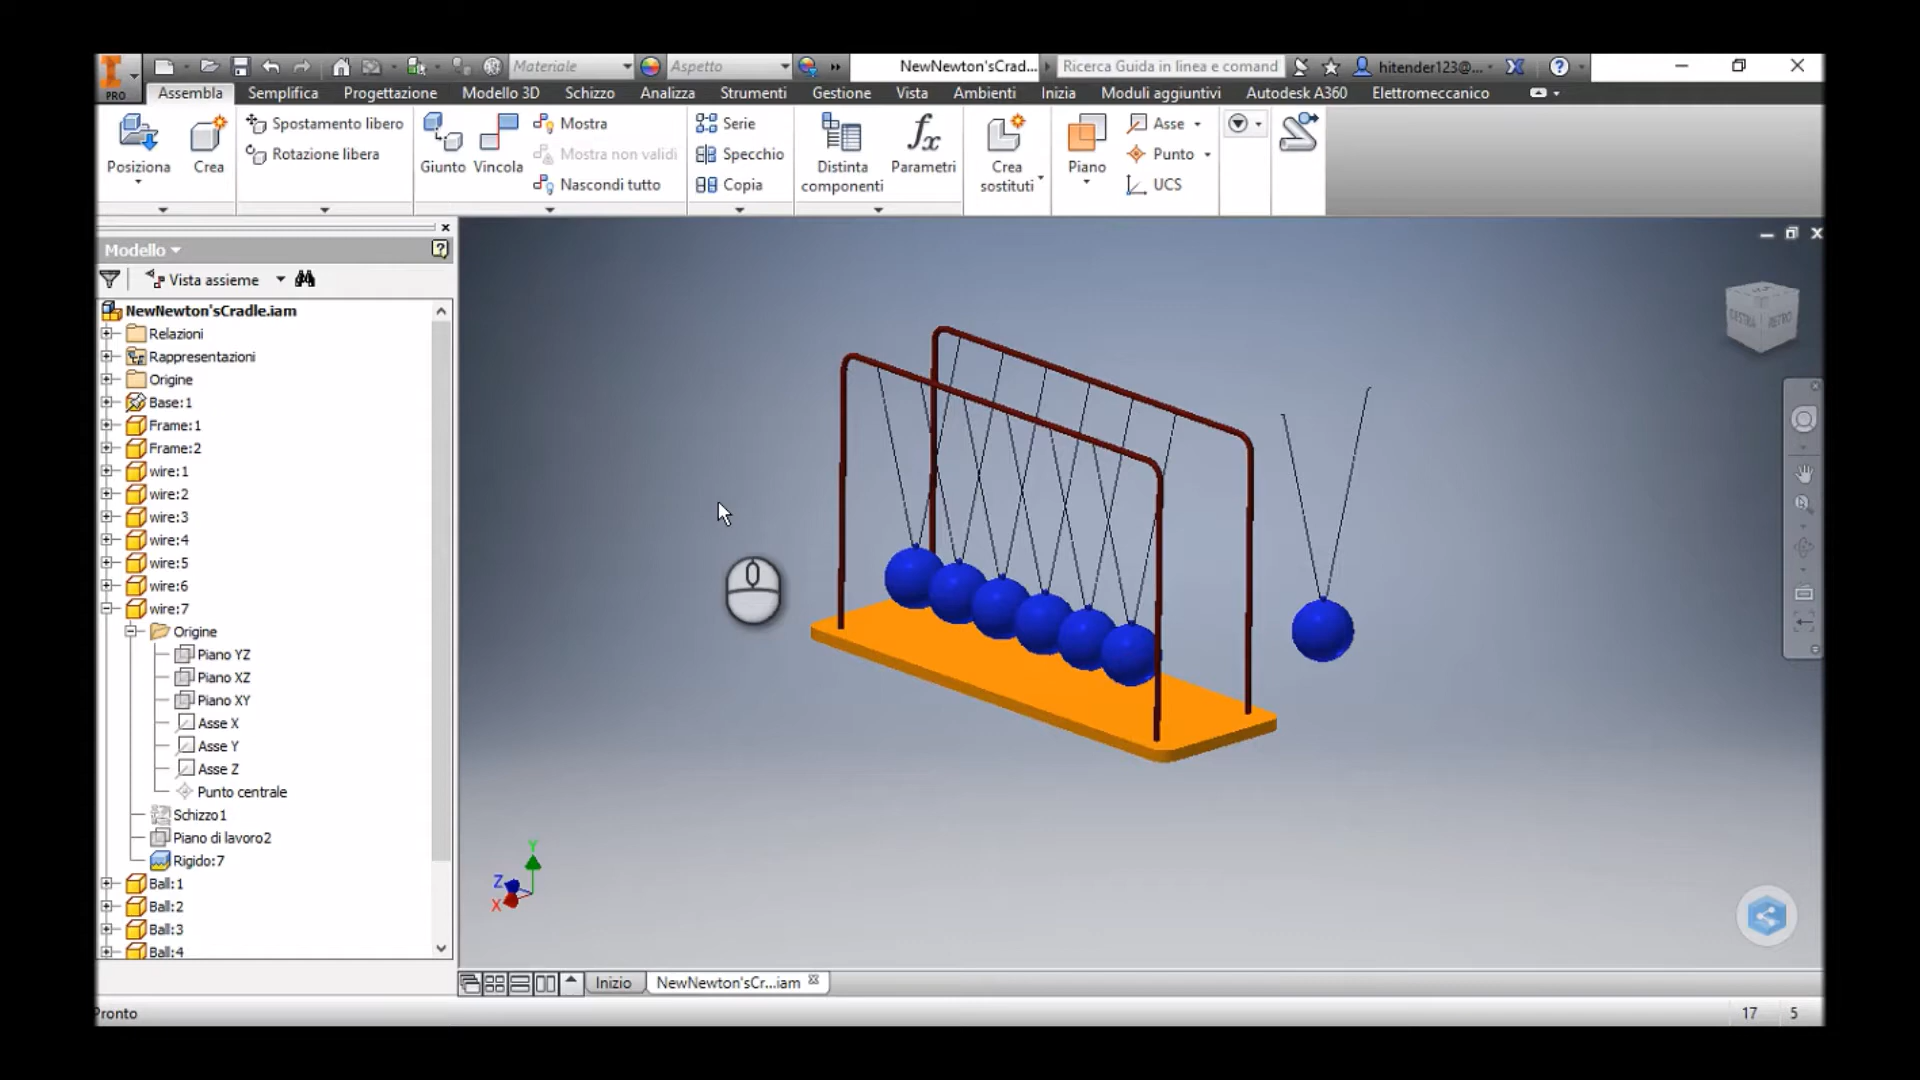 PRO
Materiale
Aspetto
NewNewton'sCrad...
Ricerca Guida in linea e comand
hitender123@...
Assembla Semplifica Progettazione Modello 3D Schizzo Analizza Strumenti Gestione Vista Ambienti Inizia Moduli aggiuntivi Autodesk A360 Elettromeccanico
Posiziona
Crea
Spostamento libero
Rotazione libera
Giunto
Vincola
Mostra
Mostra non validi
Nascondi tutto
Serie
Specchio
Copia
Distinta
componenti
fx
Parametri
Crea
sostituti
Piano
Asse
Punto
UCS
Modello
Vista assieme
NewNewton'sCradle.iam
Relazioni
Rappresentazioni
Origine
Base:1
Frame:1
Frame:2
wire:1
wire:2
wire:3
wire:4
wire:5
wire:6
wire:7
Origine
Piano YZ
Piano XZ
Piano XY
Asse X
Asse Y
Asse Z
Punto centrale
Schizzo1
Piano di lavoro2
Rigido:7
Ball:1
Ball:2
Ball:3
Ball:4
DESTRA
RETRO
Y
Z
X
Inizio
NewNewton'sCr...iam
Pronto
17 5